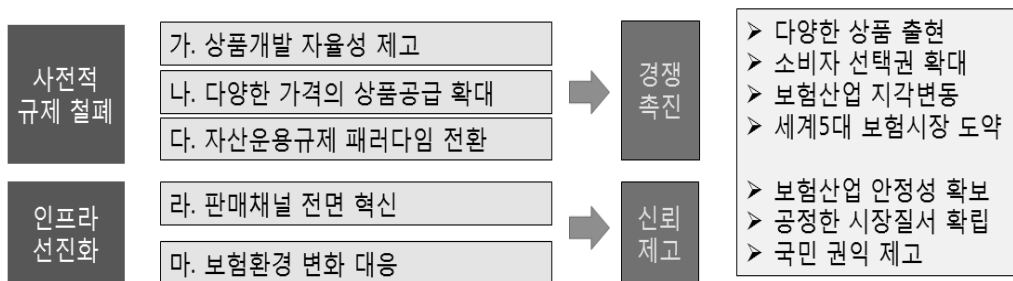 사전적
규제 철폐
가. 상품개발 자율성 제고
나. 다양한 가격의 상품공급 확대
다. 자산운용규제 패러다임 전환
경쟁
촉진
인프라
선진화
라. 판매채널 전면 혁신
마. 보험환경 변화 대응
신뢰
제고
➢ 다양한 상품 출현
➢ 소비자 선택권 확대
➢ 보험산업 지각변동
➢ 세계5대 보험시장 도약
➢ 보험산업 안정성 확보
➢ 공정한 시장질서 확립
➢ 국민 권익 제고